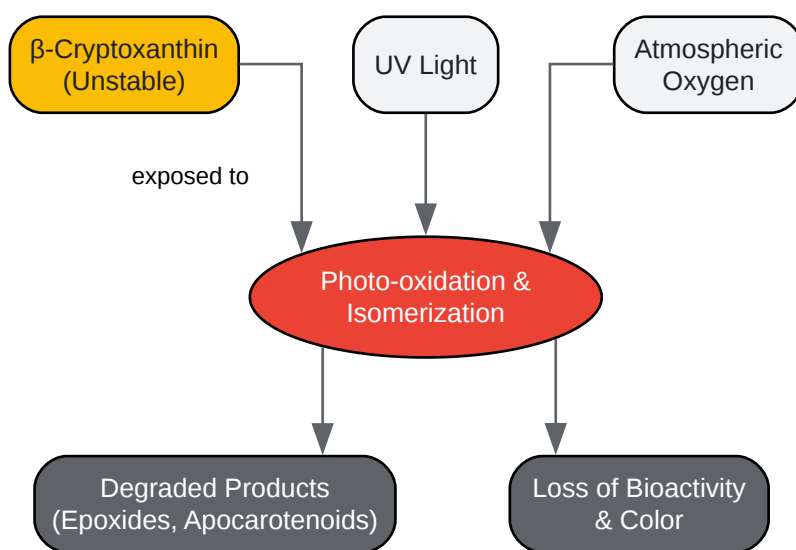 β-Cryptoxanthin
(Unstable)
UV Light
Atmospheric
Oxygen
exposed to
Photo-oxidation &
Isomerization
Degraded Products
(Epoxides, Apocarotenoids)
Loss of Bioactivity
& Color